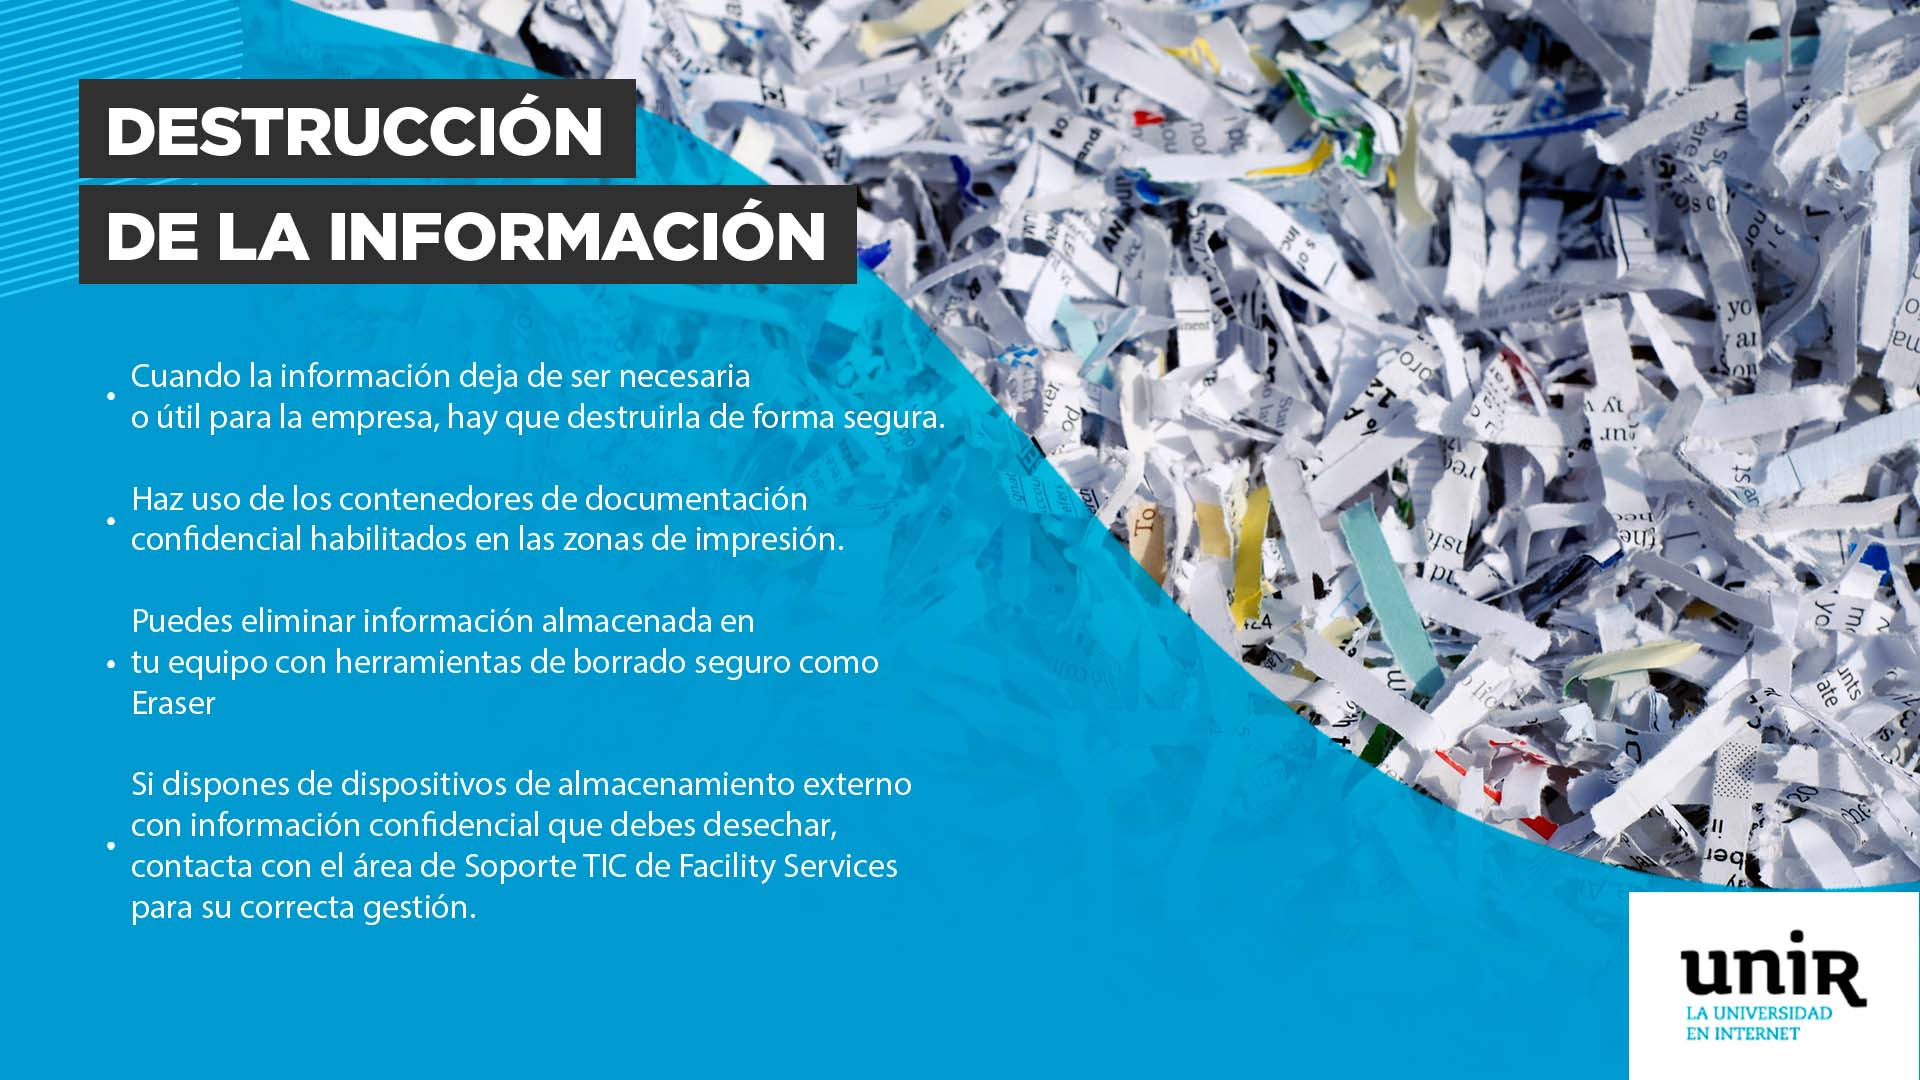 DESTRUCCIÓN
DE LA INFORMACIÓN
• Cuando la información deja de ser necesaria
o útil para la empresa, hay que destruirla de forma segura.
• Haz uso de los contenedores de documentación
confidencial habilitados en las zonas de impresión.
• Puedes eliminar información almacenada en
tu equipo con herramientas de borrado seguro como
Eraser
• Si dispones de dispositivos de almacenamiento externo
con información confidencial que debes desechar,
contacta con el área de Soporte TIC de Facility Services
para su correcta gestión.
uniR
LA UNIVERSIDAD
EN INTERNET